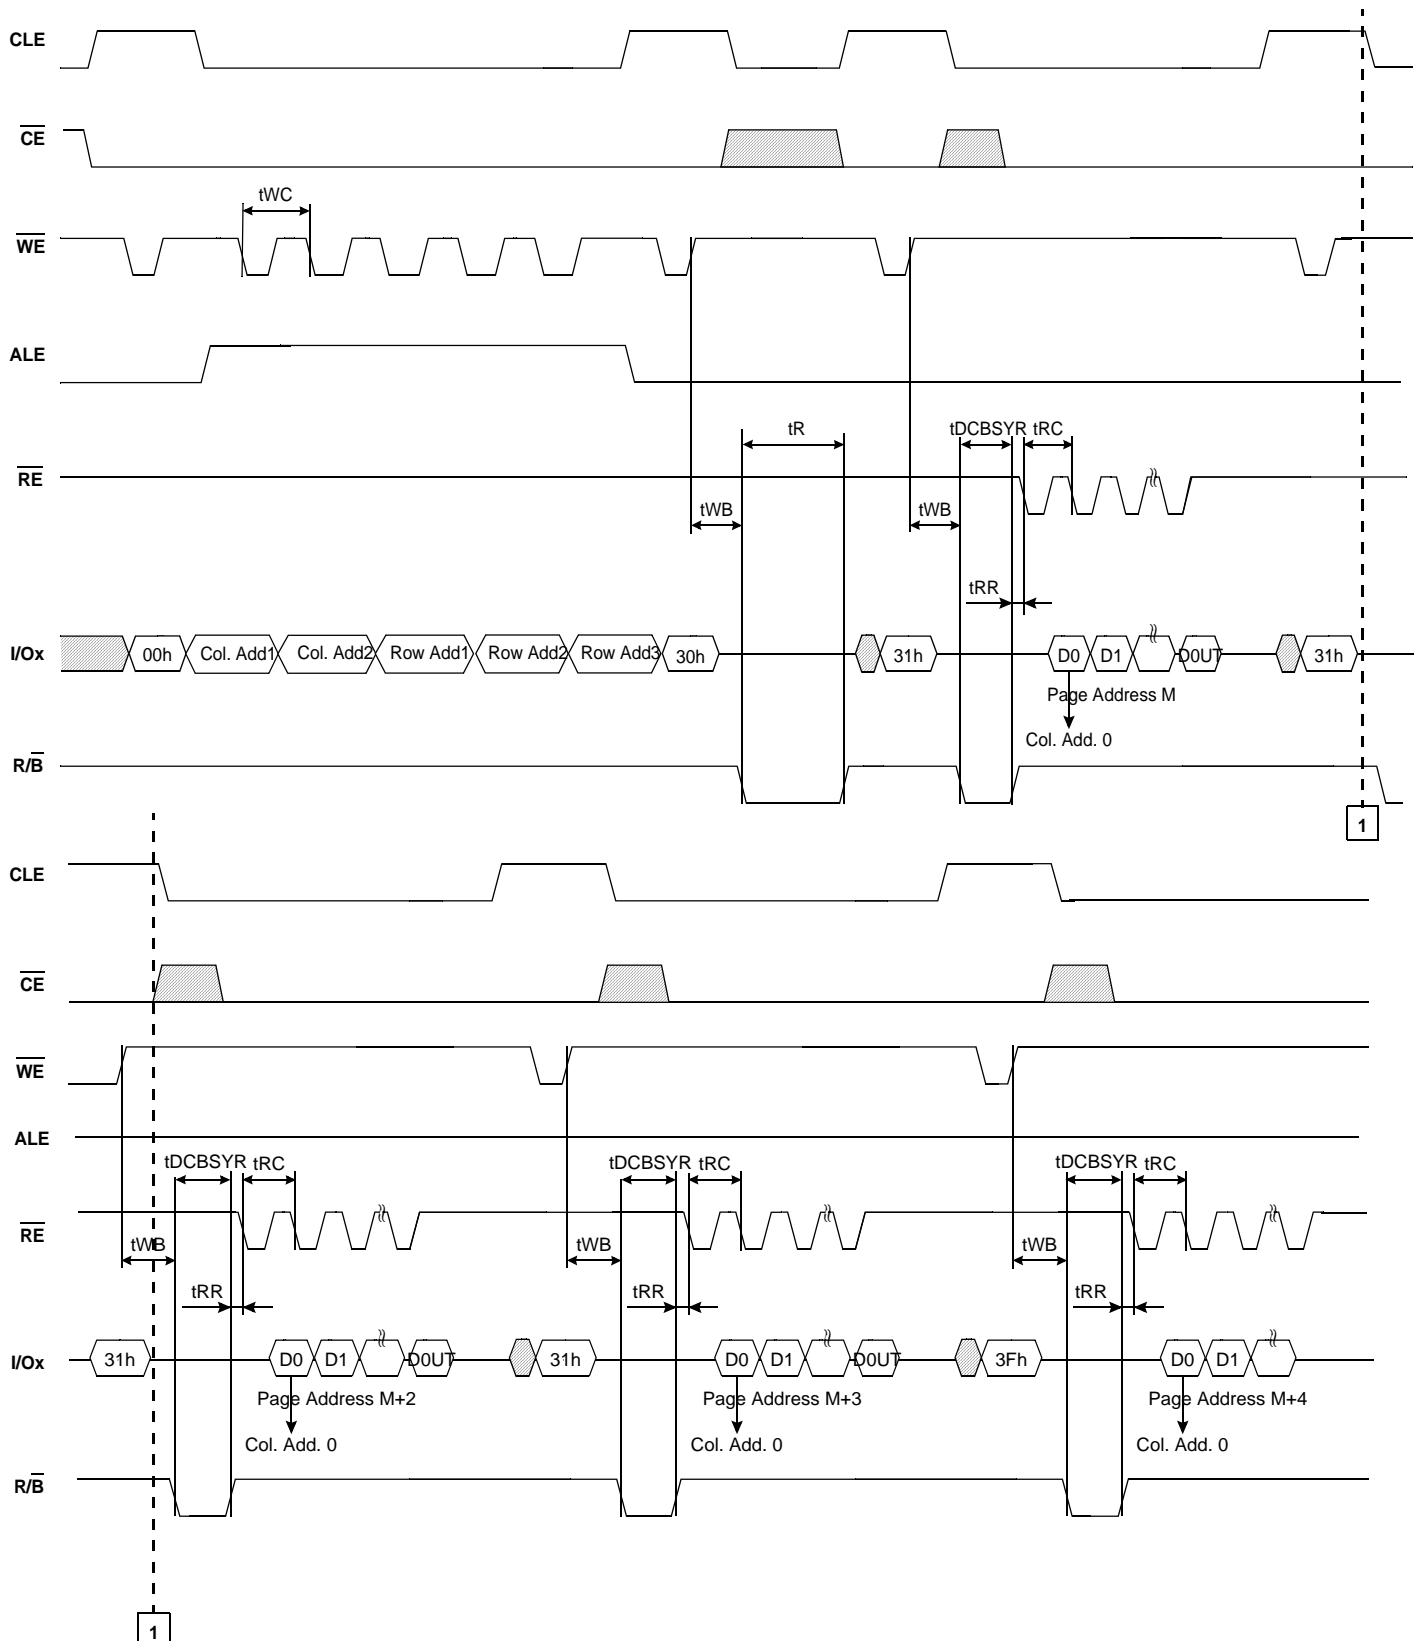 CLE
CE
tWC
WE
ALE
tR
tDCBSYR tRC
RE
tWB
tWB
tRR
I/Ox
00h
Col. Add1
Col. Add2
Row Add1
Row Add2
Row Add3
30h
31h
D0
D1
D0UT
31h
Page Address M
Col. Add. 0
R/B
1
CLE
CE
WE
ALE
tDCBSYR tRC
tDCBSYR tRC
tDCBSYR tRC
RE
tWB
tWB
tWB
tRR
tRR
tRR
I/Ox
31h
D0
D1
D0UT
31h
D0
D1
D0UT
3Fh
D0
D1
Page Address M+2
Page Address M+3
Page Address M+4
Col. Add. 0
Col. Add. 0
Col. Add. 0
R/B
1